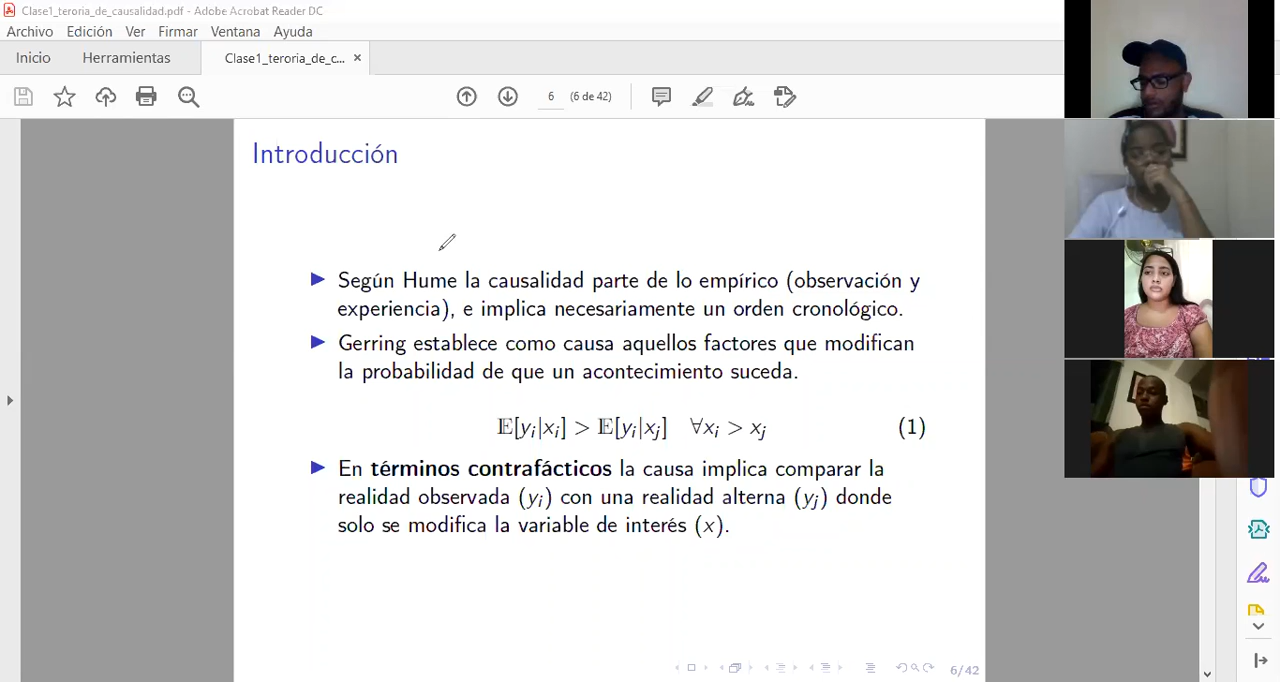 Clase1_teroria_de_causalidad.pdf - Adobe Acrobat Reader DC
Archivo Edición Ver Firmar Ventana Ayuda
Inicio Herramientas Clase1_teroria_de_c... ×
6 (6 de 42)
Introducción
Según Hume la causalidad parte de lo empírico (observación y
experiencia), e implica necesariamente un orden cronológico.
Gerring establece como causa aquellos factores que modifican
la probabilidad de que un acontecimiento suceda.
𝔼[yᵢ|xᵢ] > 𝔼[yᵢ|xⱼ] ∀xᵢ > xⱼ (1)
En términos contrafácticos la causa implica comparar la
realidad observada (yᵢ) con una realidad alterna (yⱼ) donde
solo se modifica la variable de interés (x).
6/42